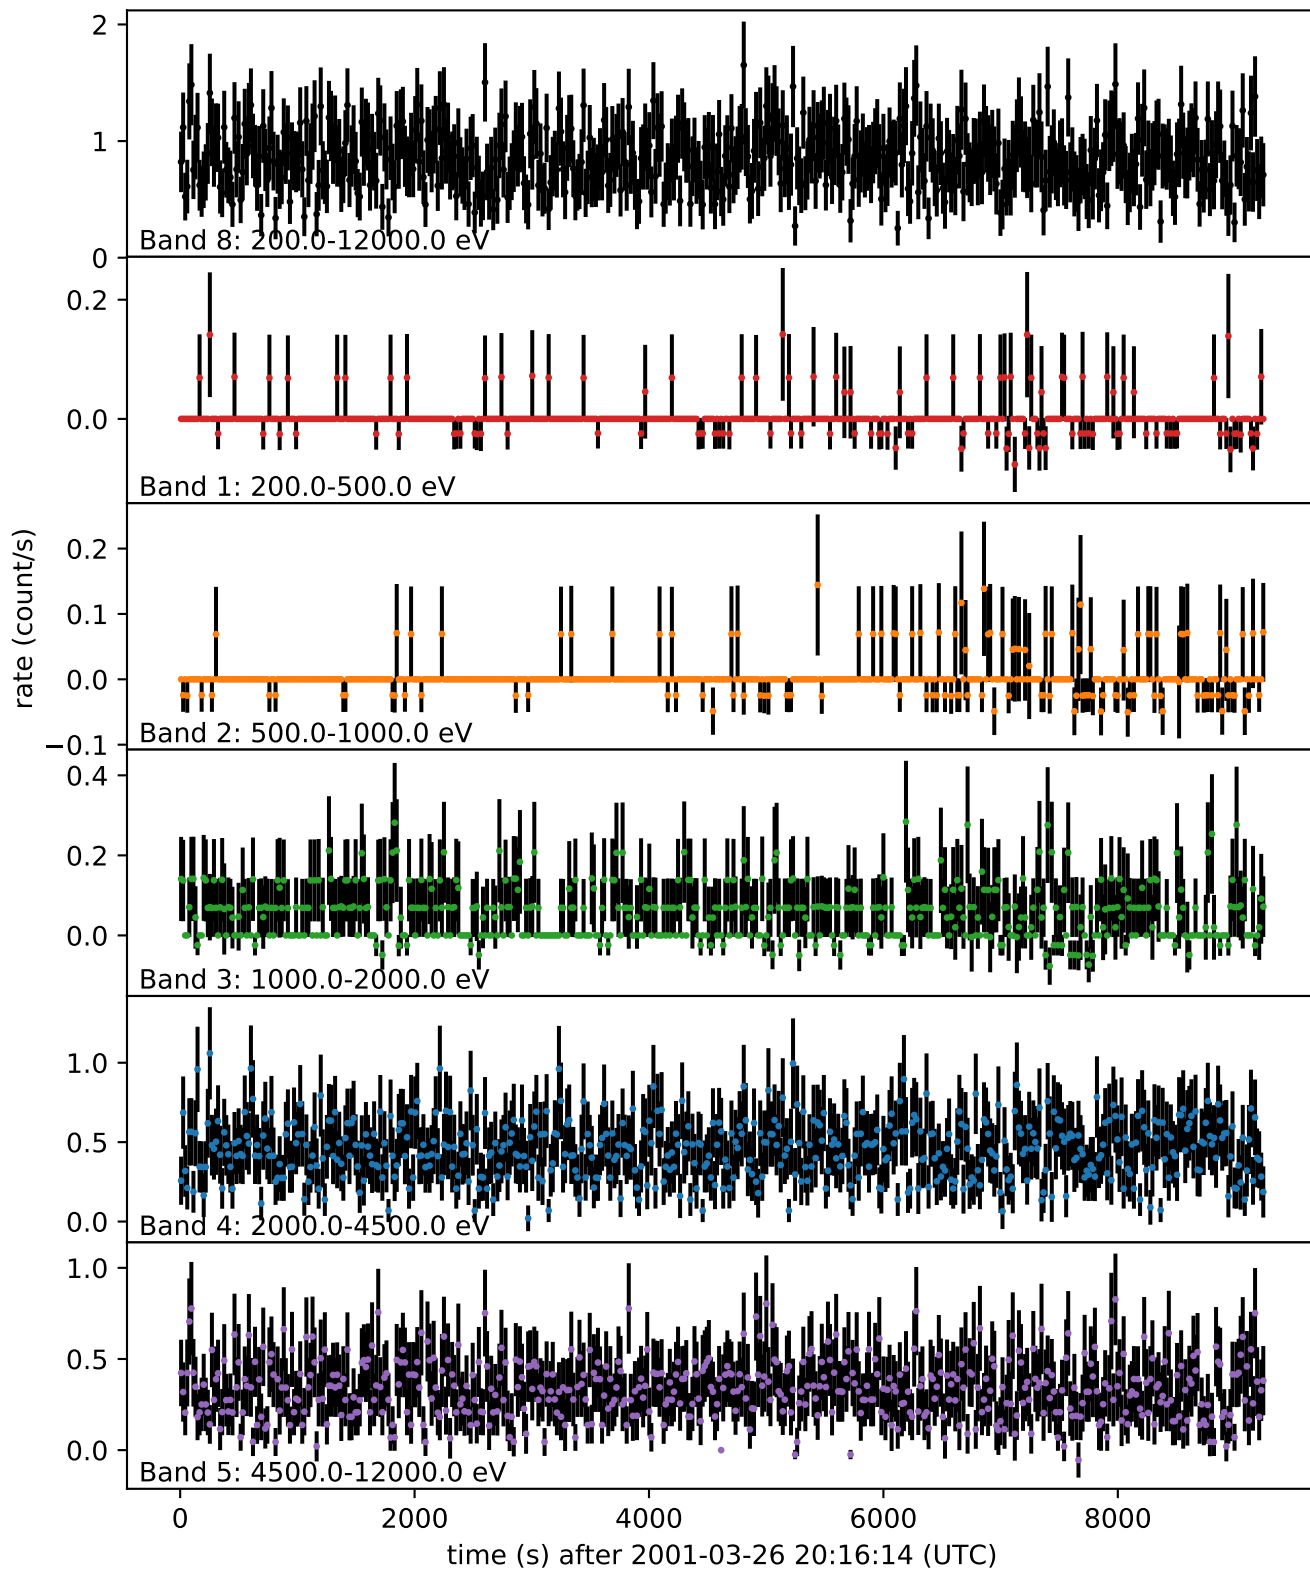 2
1
0
Band 8: 200.0-12000.0 eV
0.2
0.0
Band 1: 200.0-500.0 eV
0.2
0.1
0.0
−0.1
Band 2: 500.0-1000.0 eV
rate (count/s)
0.4
0.2
0.0
Band 3: 1000.0-2000.0 eV
1.0
0.5
0.0
Band 4: 2000.0-4500.0 eV
1.0
0.5
0.0
Band 5: 4500.0-12000.0 eV
0 2000 4000 6000 8000
time (s) after 2001-03-26 20:16:14 (UTC)